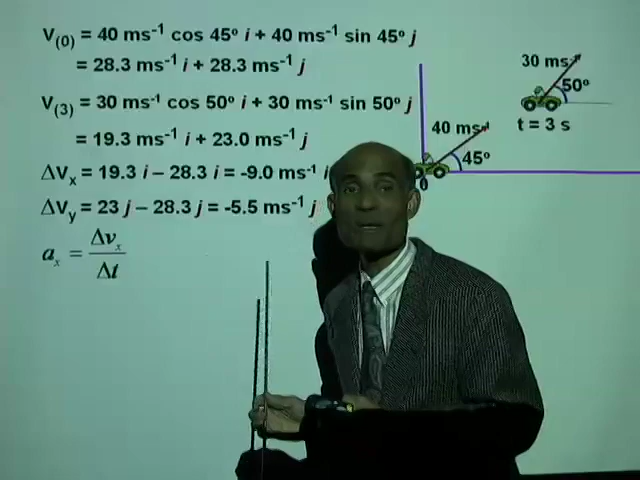 V(0) = 40 ms-1 cos 45º i + 40 ms-1 sin 45º j
= 28.3 ms-1 i + 28.3 ms-1 j
V(3) = 30 ms-1 cos 50º i + 30 ms-1 sin 50º j
= 19.3 ms-1 i + 23.0 ms-1 j
ΔVx = 19.3 i – 28.3 i = -9.0 ms-1 i
ΔVy = 23 j – 28.3 j = -5.5 ms-1 j
ax = Δvx / Δt
30 ms-
50º
t = 3 s
40 ms-1
45º
0